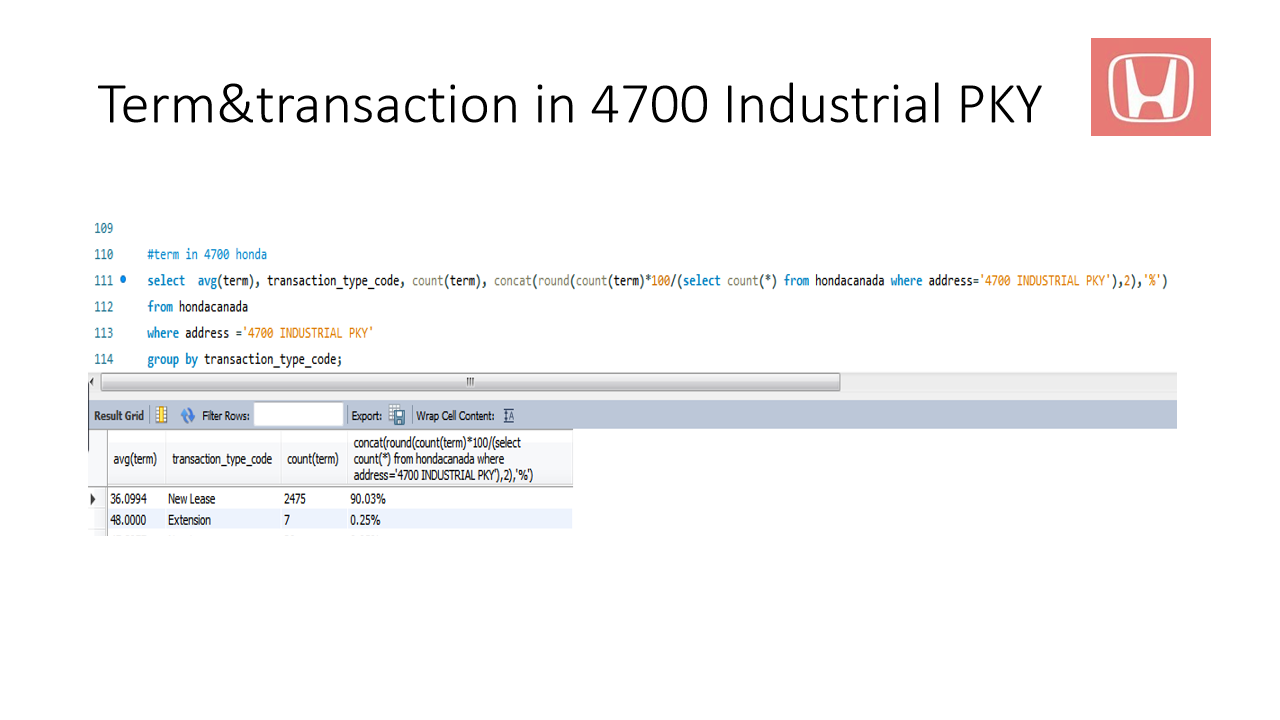 Term&transaction in 4700 Industrial PKY
109
110 #term in 4700 honda
111 select avg(term), transaction_type_code, count(term), concat(round(count(term)*100/(select count(*) from hondacanada where address='4700 INDUSTRIAL PKY'),2),'%')
112 from hondacanada
113 where address ='4700 INDUSTRIAL PKY'
114 group by transaction_type_code;
Result Grid Filter Rows: Export: Wrap Cell Content: IA
avg(term) transaction_type_code count(term) concat(round(count(term)*100/(select
count(*) from hondacanada where
address='4700 INDUSTRIAL PKY'),2),'%')
36.0994 New Lease 2475 90.03%
48.0000 Extension 7 0.25%